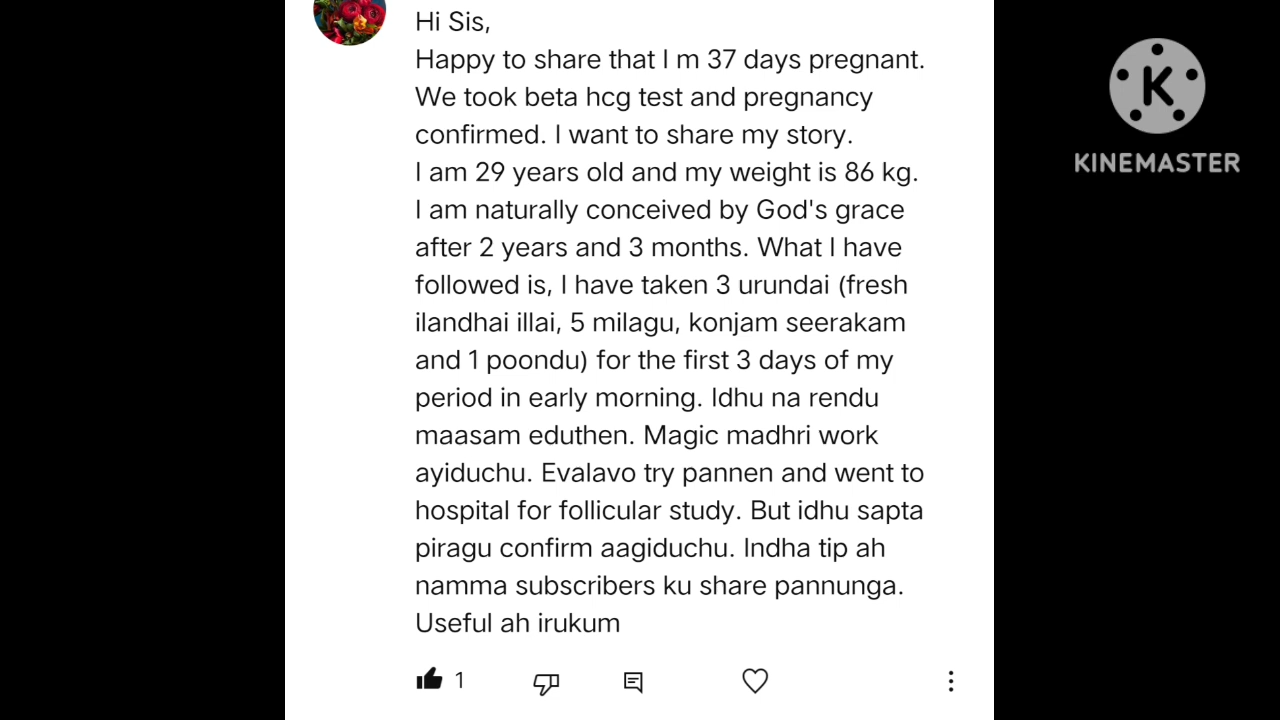 Hi Sis,
Happy to share that I m 37 days pregnant.
We took beta hcg test and pregnancy
confirmed. I want to share my story.
I am 29 years old and my weight is 86 kg.
I am naturally conceived by God's grace
after 2 years and 3 months. What I have
followed is, I have taken 3 urundai (fresh
ilandhai illai, 5 milagu, konjam seerakam
and 1 poondu) for the first 3 days of my
period in early morning. Idhu na rendu
maasam eduthen. Magic madhri work
ayiduchu. Evalavo try pannen and went to
hospital for follicular study. But idhu sapta
piragu confirm aagiduchu. Indha tip ah
namma subscribers ku share pannunga.
Useful ah irukum
1
K
KINEMASTER